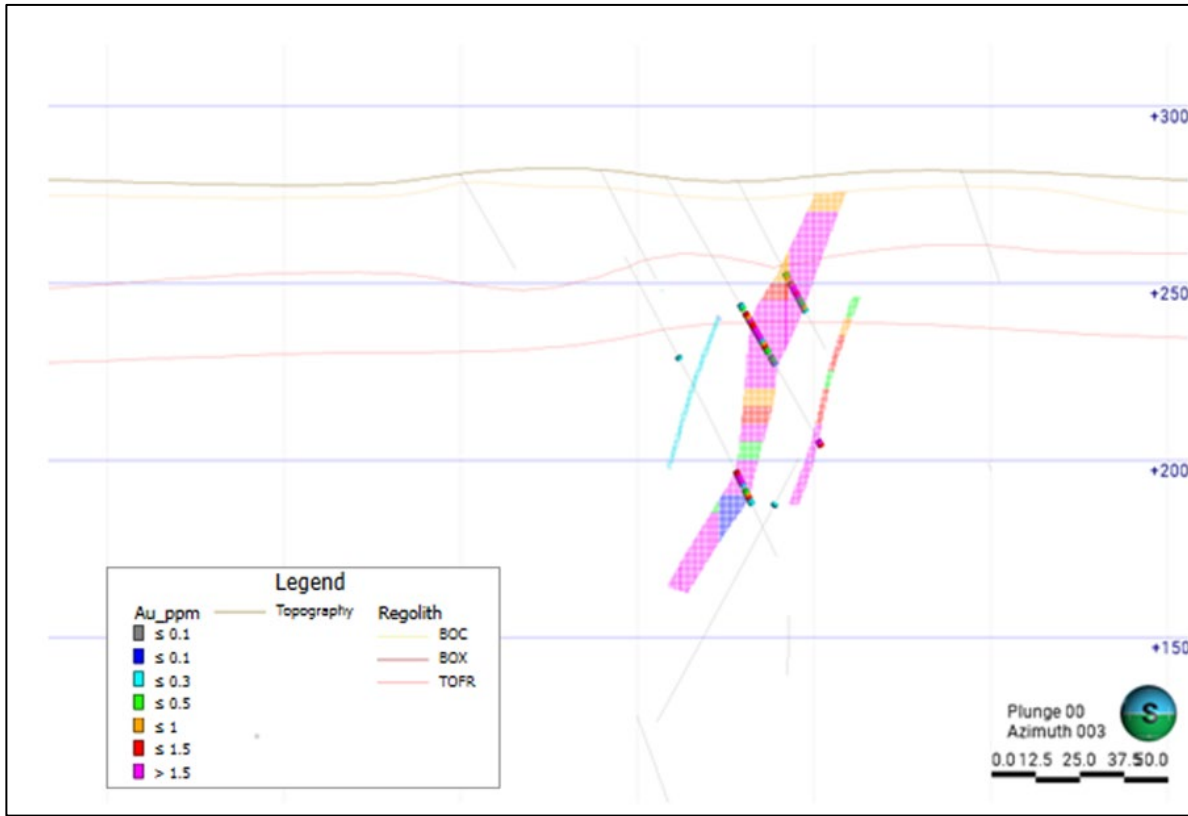 +300
+250
+200
+150
Legend
Au_ppm
≤ 0.1
≤ 0.1
≤ 0.3
≤ 0.5
≤ 1
≤ 1.5
> 1.5
Topography
Regolith
BOC
BOX
TOFR
Plunge 00
Azimuth 003
S
0.0 12.5 25.0 37.5 50.0